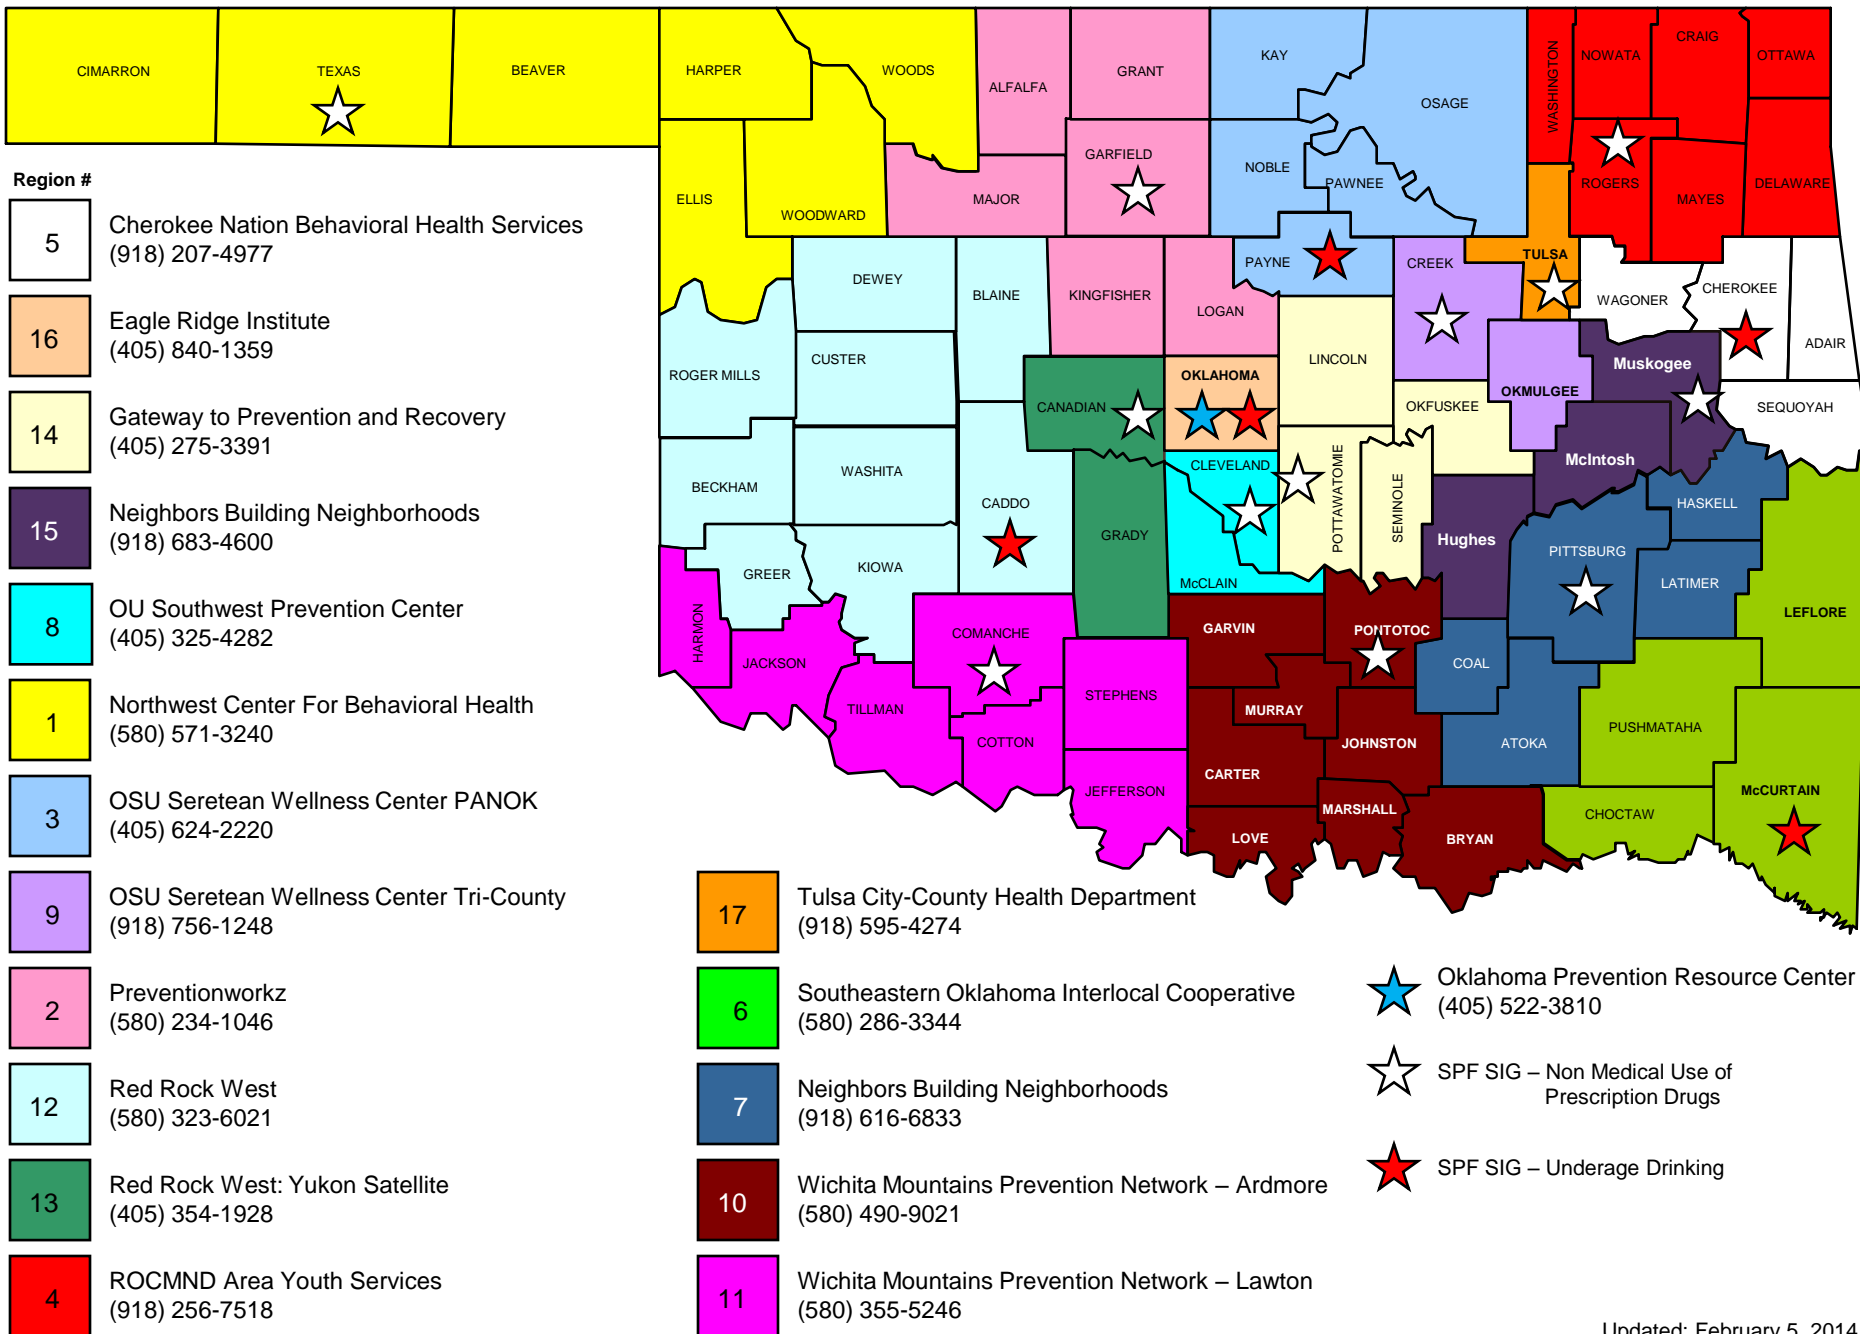 CIMARRON
TEXAS
BEAVER
HARPER
WOODS
ALFALFA
GRANT
KAY
OSAGE
WASHINGTON
NOWATA
CRAIG
OTTAWA
ELLIS
WOODWARD
MAJOR
GARFIELD
NOBLE
PAWNEE
ROGERS
MAYES
DELAWARE
DEWEY
BLAINE
KINGFISHER
LOGAN
PAYNE
CREEK
TULSA
WAGONER
CHEROKEE
ADAIR
ROGER MILLS
CUSTER
CANADIAN
OKLAHOMA
LINCOLN
OKFUSKEE
OKMULGEE
Muskogee
SEQUOYAH
BECKHAM
WASHITA
CADDO
GRADY
CLEVELAND
McCLAIN
POTTAWATOMIE
SEMINOLE
Hughes
McIntosh
HASKELL
PITTSBURG
LATIMER
LEFLORE
GREER
KIOWA
HARMON
JACKSON
COMANCHE
TILLMAN
COTTON
STEPHENS
JEFFERSON
GARVIN
PONTOTOC
MURRAY
JOHNSTON
CARTER
MARSHALL
LOVE
BRYAN
COAL
ATOKA
PUSHMATAHA
CHOCTAW
McCURTAIN
Region #
5 Cherokee Nation Behavioral Health Services
(918) 207-4977
16 Eagle Ridge Institute
(405) 840-1359
14 Gateway to Prevention and Recovery
(405) 275-3391
15 Neighbors Building Neighborhoods
(918) 683-4600
8 OU Southwest Prevention Center
(405) 325-4282
1 Northwest Center For Behavioral Health
(580) 571-3240
3 OSU Seretean Wellness Center PANOK
(405) 624-2220
9 OSU Seretean Wellness Center Tri-County
(918) 756-1248
2 Preventionworkz
(580) 234-1046
12 Red Rock West
(580) 323-6021
13 Red Rock West: Yukon Satellite
(405) 354-1928
4 ROCMND Area Youth Services
(918) 256-7518
17 Tulsa City-County Health Department
(918) 595-4274
6 Southeastern Oklahoma Interlocal Cooperative
(580) 286-3344
7 Neighbors Building Neighborhoods
(918) 616-6833
10 Wichita Mountains Prevention Network – Ardmore
(580) 490-9021
11 Wichita Mountains Prevention Network – Lawton
(580) 355-5246
Oklahoma Prevention Resource Center
(405) 522-3810
SPF SIG – Non Medical Use of
Prescription Drugs
SPF SIG – Underage Drinking
Updated: February 5, 2014